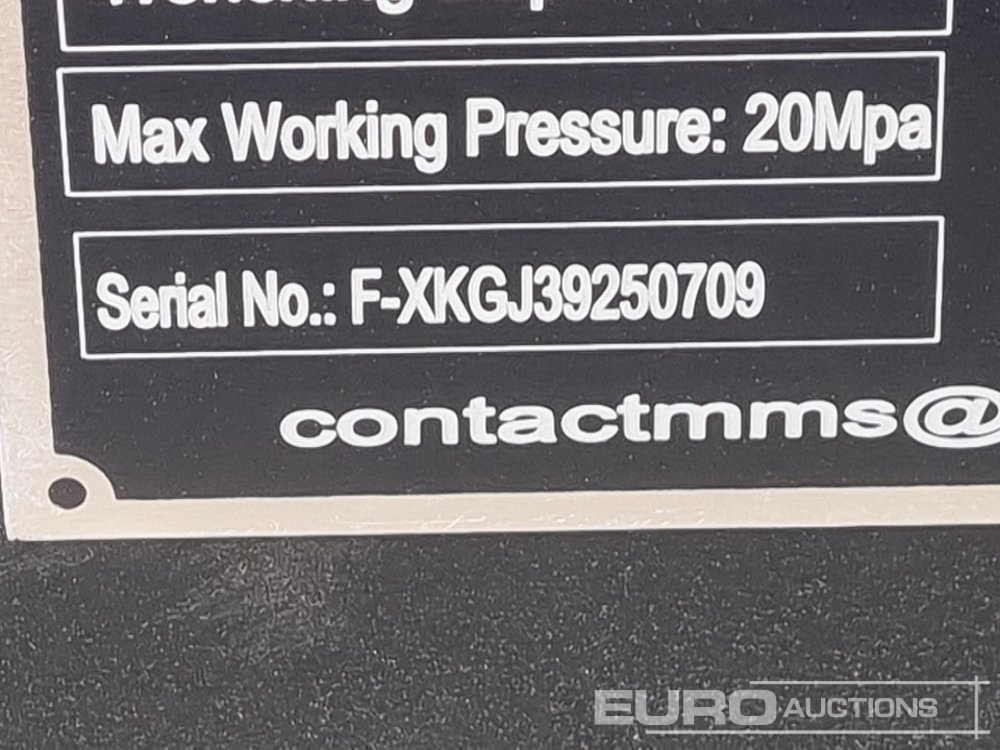 Max Working Pressure: 20Mpa
Serial No.: F-XKGJ39250709
contactmms@
EURO AUCTIONS